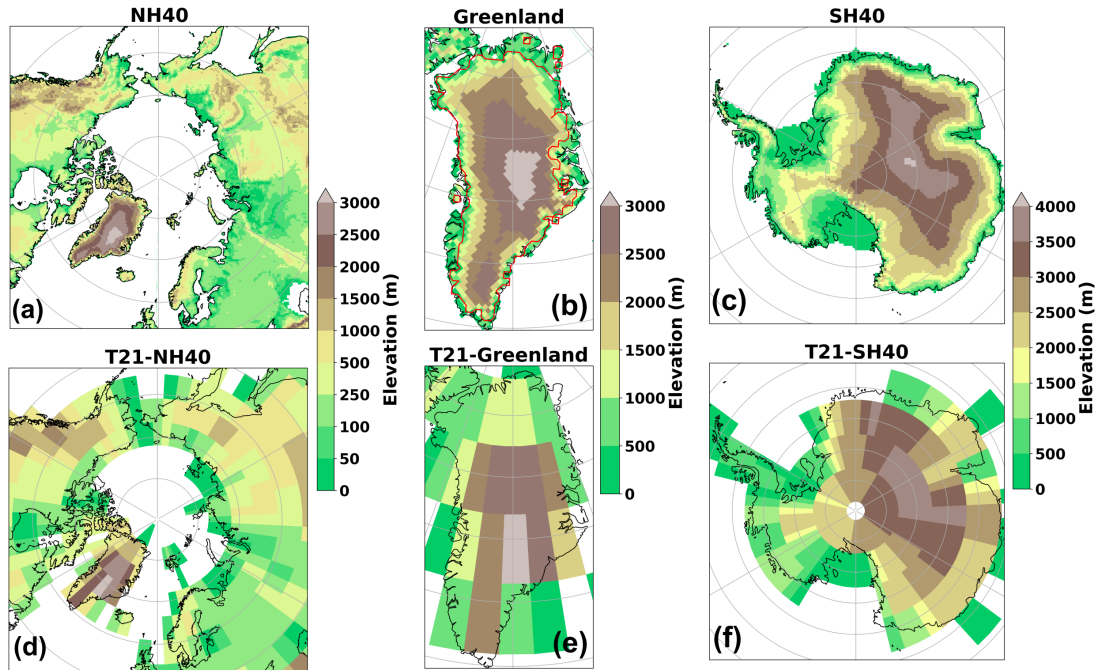 NH40
Greenland
SH40
(a)
(b)
(c)
3000
2500
2000
1500
1000
500
250
100
50
0
Elevation (m)
3000
2500
2000
1500
1000
500
0
Elevation (m)
4000
3500
3000
2500
2000
1500
1000
500
0
Elevation (m)
T21-NH40
T21-Greenland
T21-SH40
(d)
(e)
(f)